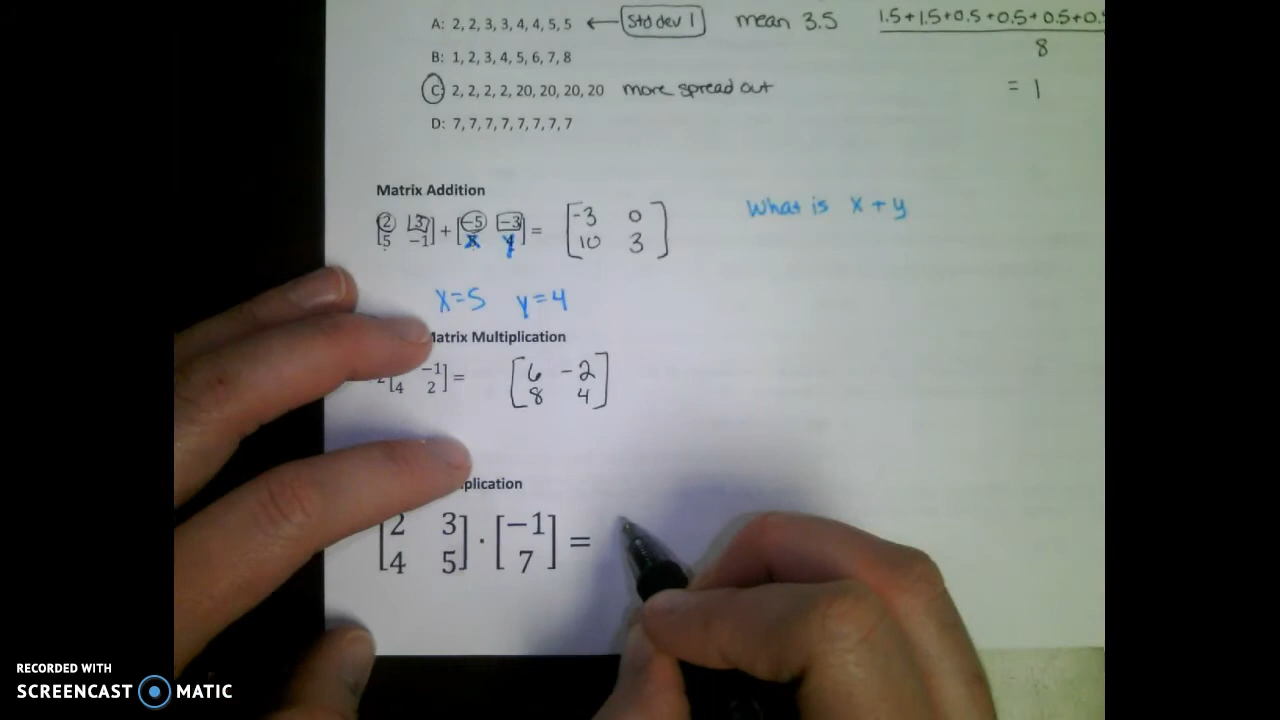 A: 2, 2, 3, 3, 4, 4, 5, 5 ← Std dev 1 mean 3.5 1.5+1.5+0.5+0.5+0.5+0.5
8
B: 1, 2, 3, 4, 5, 6, 7, 8
C: 2, 2, 2, 2, 20, 20, 20, 20 more spread out = 1
D: 7, 7, 7, 7, 7, 7, 7, 7
Matrix Addition
What is x + y
[2 3] + [-5 -3] = [-3 0]
[5 -1] [x y] [10 3]
x=5 y=4
Matrix Multiplication
-1] = [6 -2]
[4 2] [8 4]
plication
[2 3] · [-1] =
[4 5] [7]
RECORDED WITH
SCREENCAST MATIC